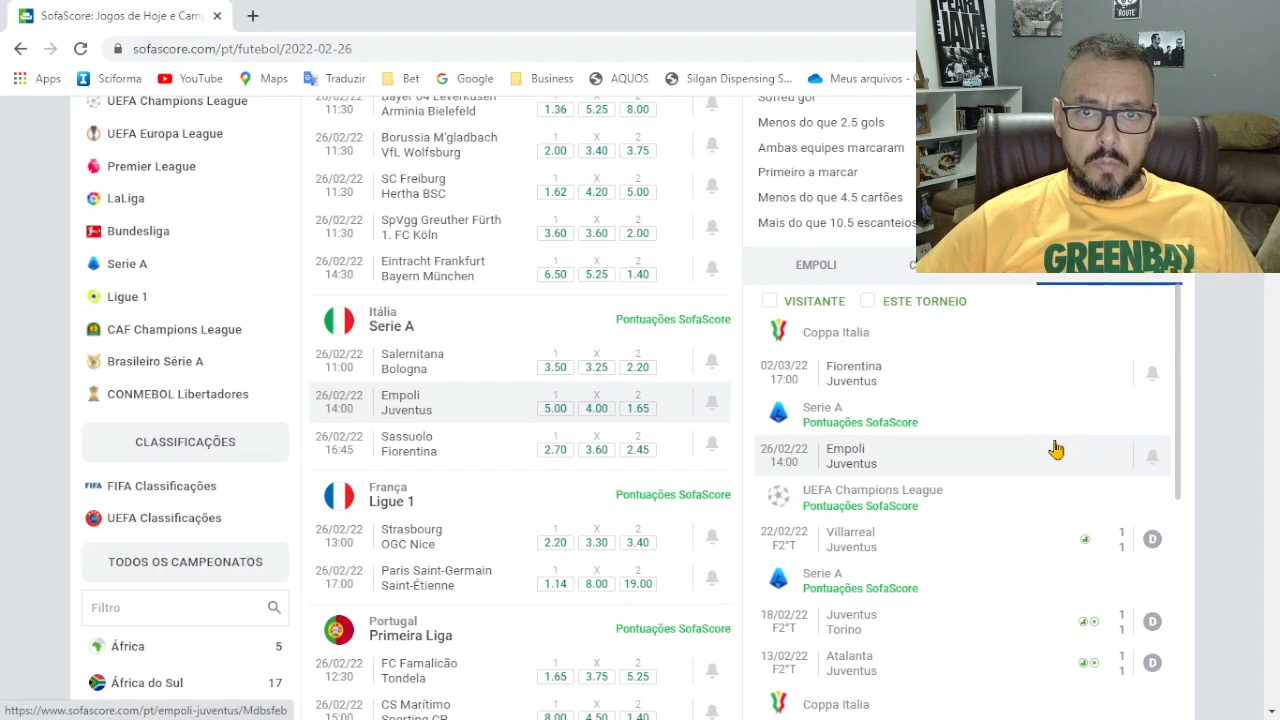 SofaScore: Jogos de Hoje e Camp
sofascore.com/pt/futebol/2022-02-26
Apps
Sciforma
YouTube
Maps
Traduzir
Bet
Google
Business
AQUOS
Silgan Dispensing S...
Meus arquivos -
PEARL JAM
ROUTE
GREENBAY
UEFA Champions League
UEFA Europa League
Premier League
LaLiga
Bundesliga
Serie A
Ligue 1
CAF Champions League
Brasileiro Série A
CONMEBOL Libertadores
CLASSIFICAÇÕES
FIFA Classificações
UEFA Classificações
TODOS OS CAMPEONATOS
Filtro
África 5
África do Sul 17
26/02/22 Bayer 04 Leverkusen
11:30 Arminia Bielefeld 1.36 5.25 8.00
26/02/22 Borussia M'gladbach 1 X 2
11:30 VfL Wolfsburg 2.00 3.40 3.75
26/02/22 SC Freiburg 1 X 2
11:30 Hertha BSC 1.62 4.20 5.00
26/02/22 SpVgg Greuther Fürth 1 X 2
11:30 1. FC Köln 3.60 3.60 2.00
26/02/22 Eintracht Frankfurt 1 X 2
14:30 Bayern München 6.50 5.25 1.40
Itália
Serie A Pontuações SofaScore
26/02/22 Salernitana 1 X 2
11:00 Bologna 3.50 3.25 2.20
26/02/22 Empoli 1 X 2
14:00 Juventus 5.00 4.00 1.65
26/02/22 Sassuolo 1 X 2
16:45 Fiorentina 2.70 3.60 2.45
França
Ligue 1 Pontuações SofaScore
26/02/22 Strasbourg 1 X 2
13:00 OGC Nice 2.20 3.30 3.40
26/02/22 Paris Saint-Germain 1 X 2
17:00 Saint-Étienne 1.14 8.00 19.00
Portugal
Primeira Liga Pontuações SofaScore
26/02/22 FC Famalicão 1 X 2
12:30 Tondela 1.65 3.75 5.25
26/02/22 CS Marítimo 1 X 2
15:00 Sporting CP 8.00 4.50 1.40
Sofreu gol
Menos do que 2.5 gols
Ambas equipes marcaram
Primeiro a marcar
Menos do que 4.5 cartões
Mais do que 10.5 escanteios
EMPOLI
VISITANTE ESTE TORNEIO
Coppa Italia
02/03/22 Fiorentina
17:00 Juventus
Serie A
Pontuações SofaScore
26/02/22 Empoli
14:00 Juventus
UEFA Champions League
Pontuações SofaScore
22/02/22 Villarreal 1
F2°T Juventus 1 D
Serie A
Pontuações SofaScore
18/02/22 Juventus 1
F2°T Torino 1 D
13/02/22 Atalanta 1
F2°T Juventus 1 D
Coppa Italia
https://www.sofascore.com/pt/empoli-juventus/Mdbsfeb